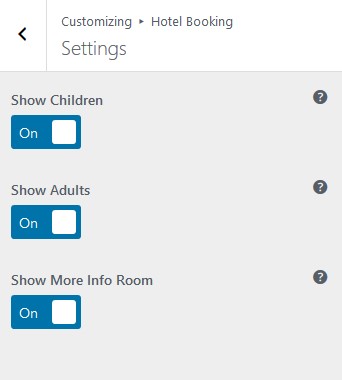 Customizing ▸ Hotel Booking
Settings
Show Children
On
Show Adults
On
Show More Info Room
On